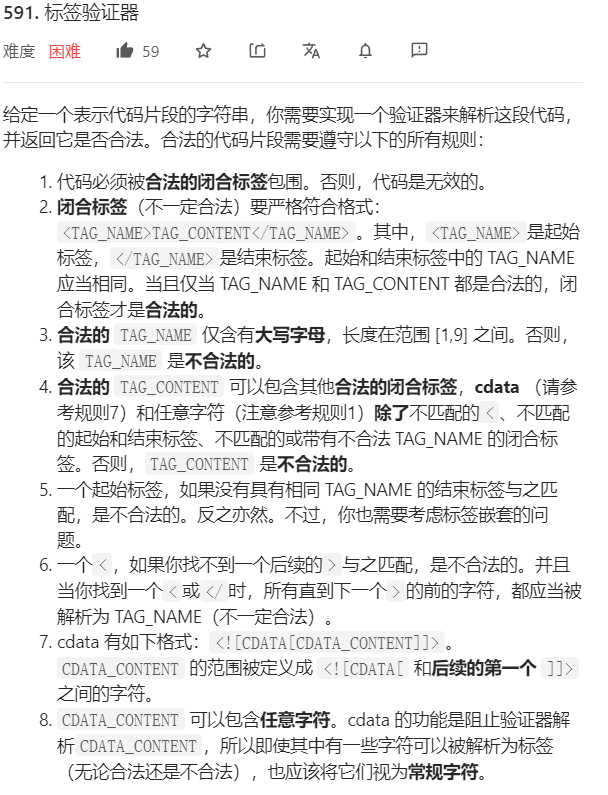 591. 标签验证器
难度 困难 59
给定一个表示代码片段的字符串，你需要实现一个验证器来解析这段代码，
并返回它是否合法。合法的代码片段需要遵守以下的所有规则：
1. 代码必须被合法的闭合标签包围。否则，代码是无效的。
2. 闭合标签（不一定合法）要严格符合格式：
<TAG_NAME>TAG_CONTENT</TAG_NAME>。其中，<TAG_NAME>是起始
标签，</TAG_NAME>是结束标签。起始和结束标签中的 TAG_NAME
应当相同。当且仅当 TAG_NAME 和 TAG_CONTENT 都是合法的，闭
合标签才是合法的。
3. 合法的 TAG_NAME 仅含有大写字母，长度在范围 [1,9] 之间。否则，
该 TAG_NAME 是不合法的。
4. 合法的 TAG_CONTENT 可以包含其他合法的闭合标签，cdata （请参
考规则7）和任意字符（注意参考规则1）除了不匹配的<、不匹配
的起始和结束标签、不匹配的或带有不合法 TAG_NAME 的闭合标
签。否则，TAG_CONTENT 是不合法的。
5. 一个起始标签，如果没有具有相同 TAG_NAME 的结束标签与之匹
配，是不合法的。反之亦然。不过，你也需要考虑标签嵌套的问
题。
6. 一个<，如果你找不到一个后续的>与之匹配，是不合法的。并且
当你找到一个<或</时，所有直到下一个>的前的字符，都应当被
解析为 TAG_NAME（不一定合法）。
7. cdata 有如下格式：<![CDATA[CDATA_CONTENT]]>。
CDATA_CONTENT 的范围被定义成 <![CDATA[ 和后续的第一个 ]]>
之间的字符。
8. CDATA_CONTENT 可以包含任意字符。cdata 的功能是阻止验证器解
析CDATA_CONTENT，所以即使其中有一些字符可以被解析为标签
（无论合法还是不合法），也应该将它们视为常规字符。